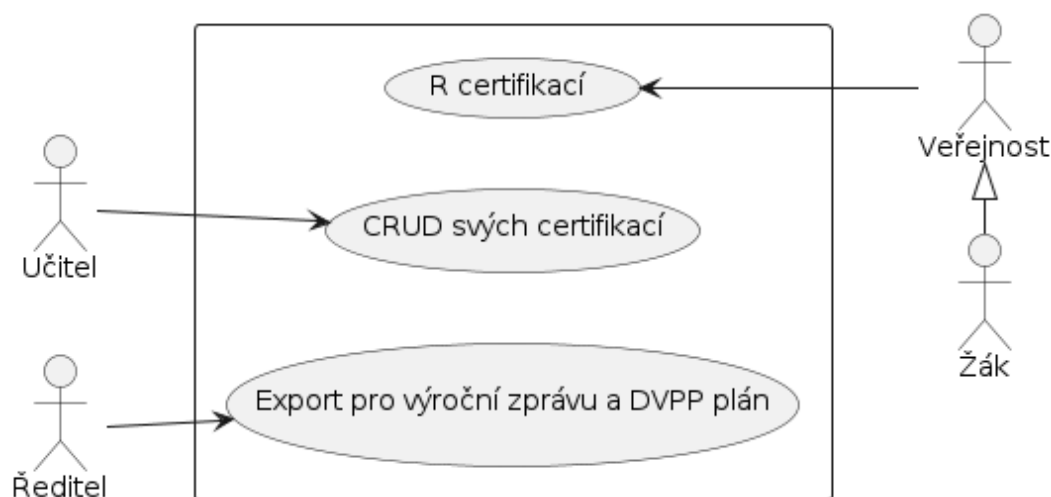 R certifikací
Veřejnost
CRUD svých certifikací
Učitel
Žák
Export pro výroční zprávu a DVPP plán
Ředitel